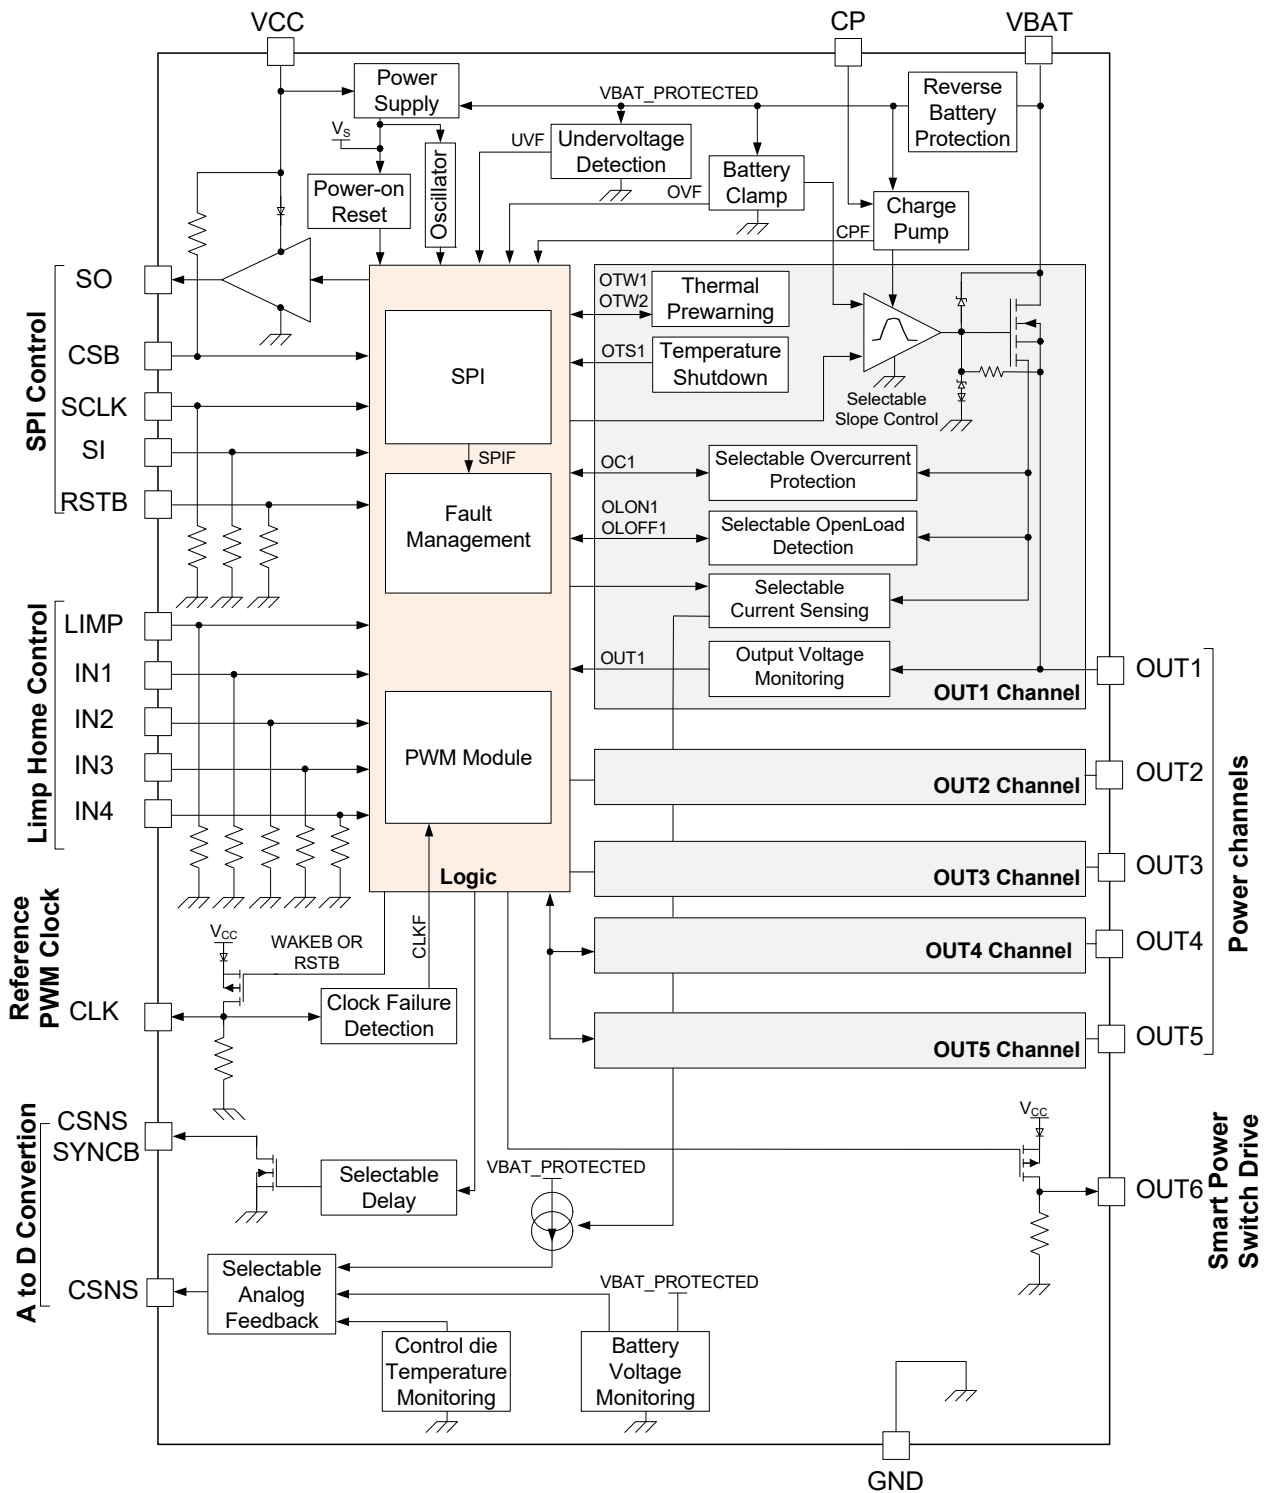 VCC
CP
VBAT
Power
Supply
VBAT_PROTECTED
Reverse
Battery
Protection
VS
UVF
Undervoltage
Detection
Oscillator
Battery
Clamp
Power-on
Reset
OVF
Charge
Pump
CPF
SPI Control
SO
CSB
SCLK
SI
RSTB
OTW1
OTW2
Thermal
Prewarning
OTS1
Temperature
Shutdown
SPI
SPIF
Selectable
Slope Control
OC1
Selectable Overcurrent
Protection
Fault
Management
OLON1
OLOFF1
Selectable OpenLoad
Detection
Selectable
Current Sensing
OUT1
Output Voltage
Monitoring
OUT1 Channel
OUT1
Limp Home Control
LIMP
IN1
IN2
IN3
IN4
PWM Module
Logic
OUT2 Channel
OUT2
OUT3 Channel
OUT3
OUT4 Channel
OUT4
OUT5 Channel
OUT5
Power channels
Reference
PWM Clock
VCC
WAKEB OR
RSTB
CLKF
CLK
Clock Failure
Detection
A to D Convertion
CSNS
SYNCB
Selectable
Delay
VBAT_PROTECTED
VCC
OUT6
Smart Power
Switch Drive
CSNS
Selectable
Analog
Feedback
VBAT_PROTECTED
Control die
Temperature
Monitoring
Battery
Voltage
Monitoring
GND